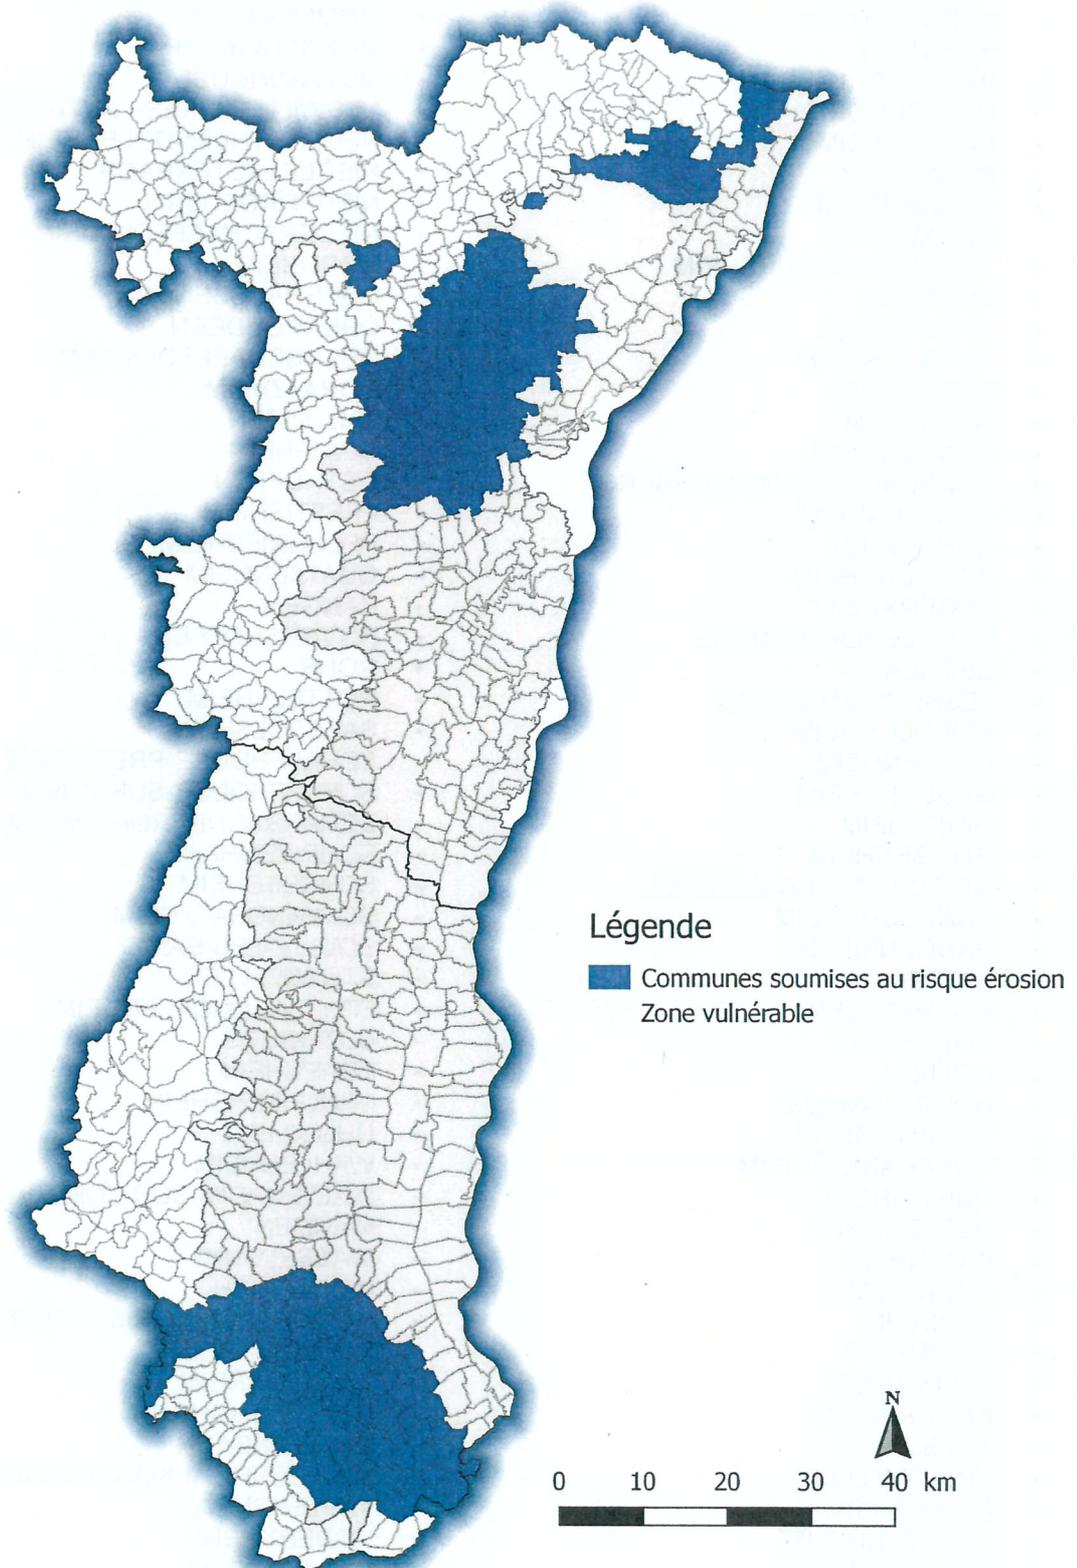 Légende
Communes soumises au risque érosion
Zone vulnérable
N
0 10 20 30 40 km